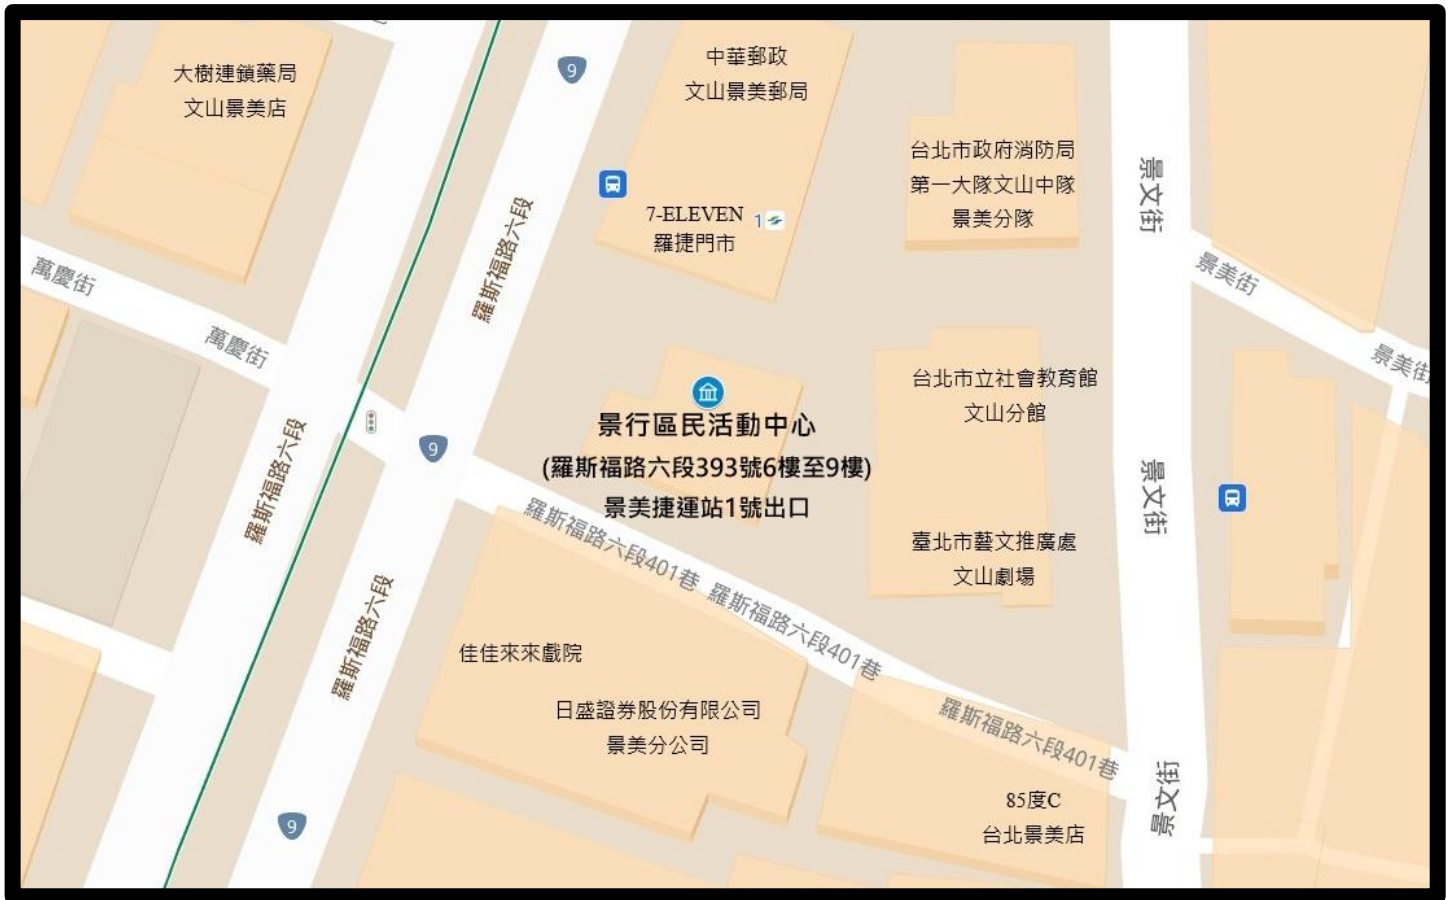 大樹連鎖藥局
文山景美店
9
中華郵政
文山景美郵局
台北市政府消防局
第一大隊文山中隊
景美分隊
景文街
7-ELEVEN
羅捷門市
1
羅斯福路六段
萬慶街
萬慶街
景美街
景美街
9
羅斯福路六段
景行區民活動中心
(羅斯福路六段393號6樓至9樓)
景美捷運站1號出口
台北市立社會教育館
文山分館
景文街
羅斯福路六段401巷
羅斯福路六段401巷
臺北市藝文推廣處
文山劇場
羅斯福路六段
佳佳來來戲院
日盛證券股份有限公司
景美分公司
羅斯福路六段401巷
景文街
85度C
台北景美店
9